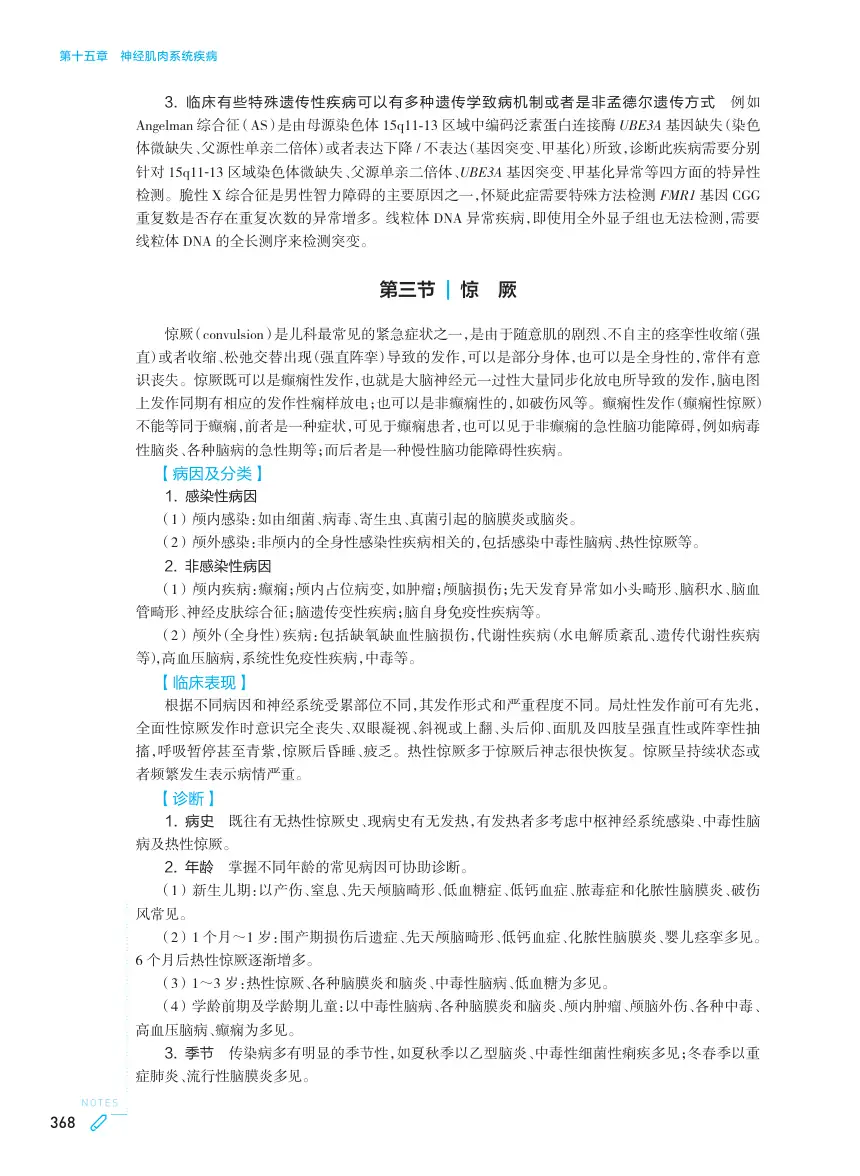 第十五章 神经肌肉系统疾病
3. 临床有些特殊遗传性疾病可以有多种遗传学致病机制或者是非孟德尔遗传方式 例如
Angelman 综合征（AS）是由母源染色体 15q11-13 区域中编码泛素蛋白连接酶 UBE3A 基因缺失（染色
体微缺失、父源性单亲二倍体）或者表达下降 / 不表达（基因突变、甲基化）所致，诊断此疾病需要分别
针对 15q11-13 区域染色体微缺失、父源单亲二倍体、UBE3A 基因突变、甲基化异常等四方面的特异性
检测。脆性 X 综合征是男性智力障碍的主要原因之一，怀疑此症需要特殊方法检测 FMR1 基因 CGG
重复数是否存在重复次数的异常增多。线粒体 DNA 异常疾病，即使用全外显子组也无法检测，需要
线粒体 DNA 的全长测序来检测突变。
第三节 | 惊 厥
惊厥（convulsion）是儿科最常见的紧急症状之一，是由于随意肌的剧烈、不自主的痉挛性收缩（强
直）或者收缩、松弛交替出现（强直阵挛）导致的发作，可以是部分身体，也可以是全身性的，常伴有意
识丧失。惊厥既可以是癫痫性发作，也就是大脑神经元一过性大量同步化放电所导致的发作，脑电图
上发作同期有相应的发作性痫样放电；也可以是非癫痫性的，如破伤风等。癫痫性发作（癫痫性惊厥）
不能等同于癫痫，前者是一种症状，可见于癫痫患者，也可以见于非癫痫的急性脑功能障碍，例如病毒
性脑炎、各种脑病的急性期等；而后者是一种慢性脑功能障碍性疾病。
【病因及分类】
1. 感染性病因
（1）颅内感染：如由细菌、病毒、寄生虫、真菌引起的脑膜炎或脑炎。
（2）颅外感染：非颅内的全身性感染性疾病相关的，包括感染中毒性脑病、热性惊厥等。
2. 非感染性病因
（1）颅内疾病：癫痫；颅内占位病变，如肿瘤；颅脑损伤；先天发育异常如小头畸形、脑积水、脑血
管畸形、神经皮肤综合征；脑遗传变性疾病；脑自身免疫性疾病等。
（2）颅外（全身性）疾病：包括缺氧缺血性脑损伤，代谢性疾病（水电解质紊乱、遗传代谢性疾病
等），高血压脑病，系统性免疫性疾病，中毒等。
【临床表现】
根据不同病因和神经系统受累部位不同，其发作形式和严重程度不同。局灶性发作前可有先兆，
全面性惊厥发作时意识完全丧失、双眼凝视、斜视或上翻、头后仰、面肌及四肢呈强直性或阵挛性抽
搐，呼吸暂停甚至青紫，惊厥后昏睡、疲乏。热性惊厥多于惊厥后神志很快恢复。惊厥呈持续状态或
者频繁发生表示病情严重。
【诊断】
1. 病史 既往有无热性惊厥史、现病史有无发热，有发热者多考虑中枢神经系统感染、中毒性脑
病及热性惊厥。
2. 年龄 掌握不同年龄的常见病因可协助诊断。
（1）新生儿期：以产伤、窒息、先天颅脑畸形、低血糖症、低钙血症、脓毒症和化脓性脑膜炎、破伤
风常见。
（2）1 个月～1 岁：围产期损伤后遗症、先天颅脑畸形、低钙血症、化脓性脑膜炎、婴儿痉挛多见。
6 个月后热性惊厥逐渐增多。
（3）1～3 岁：热性惊厥、各种脑膜炎和脑炎、中毒性脑病、低血糖为多见。
（4）学龄前期及学龄期儿童：以中毒性脑病、各种脑膜炎和脑炎、颅内肿瘤、颅脑外伤、各种中毒、
高血压脑病、癫痫为多见。
3. 季节 传染病多有明显的季节性，如夏秋季以乙型脑炎、中毒性细菌性痢疾多见；冬春季以重
症肺炎、流行性脑膜炎多见。
NOTES
368